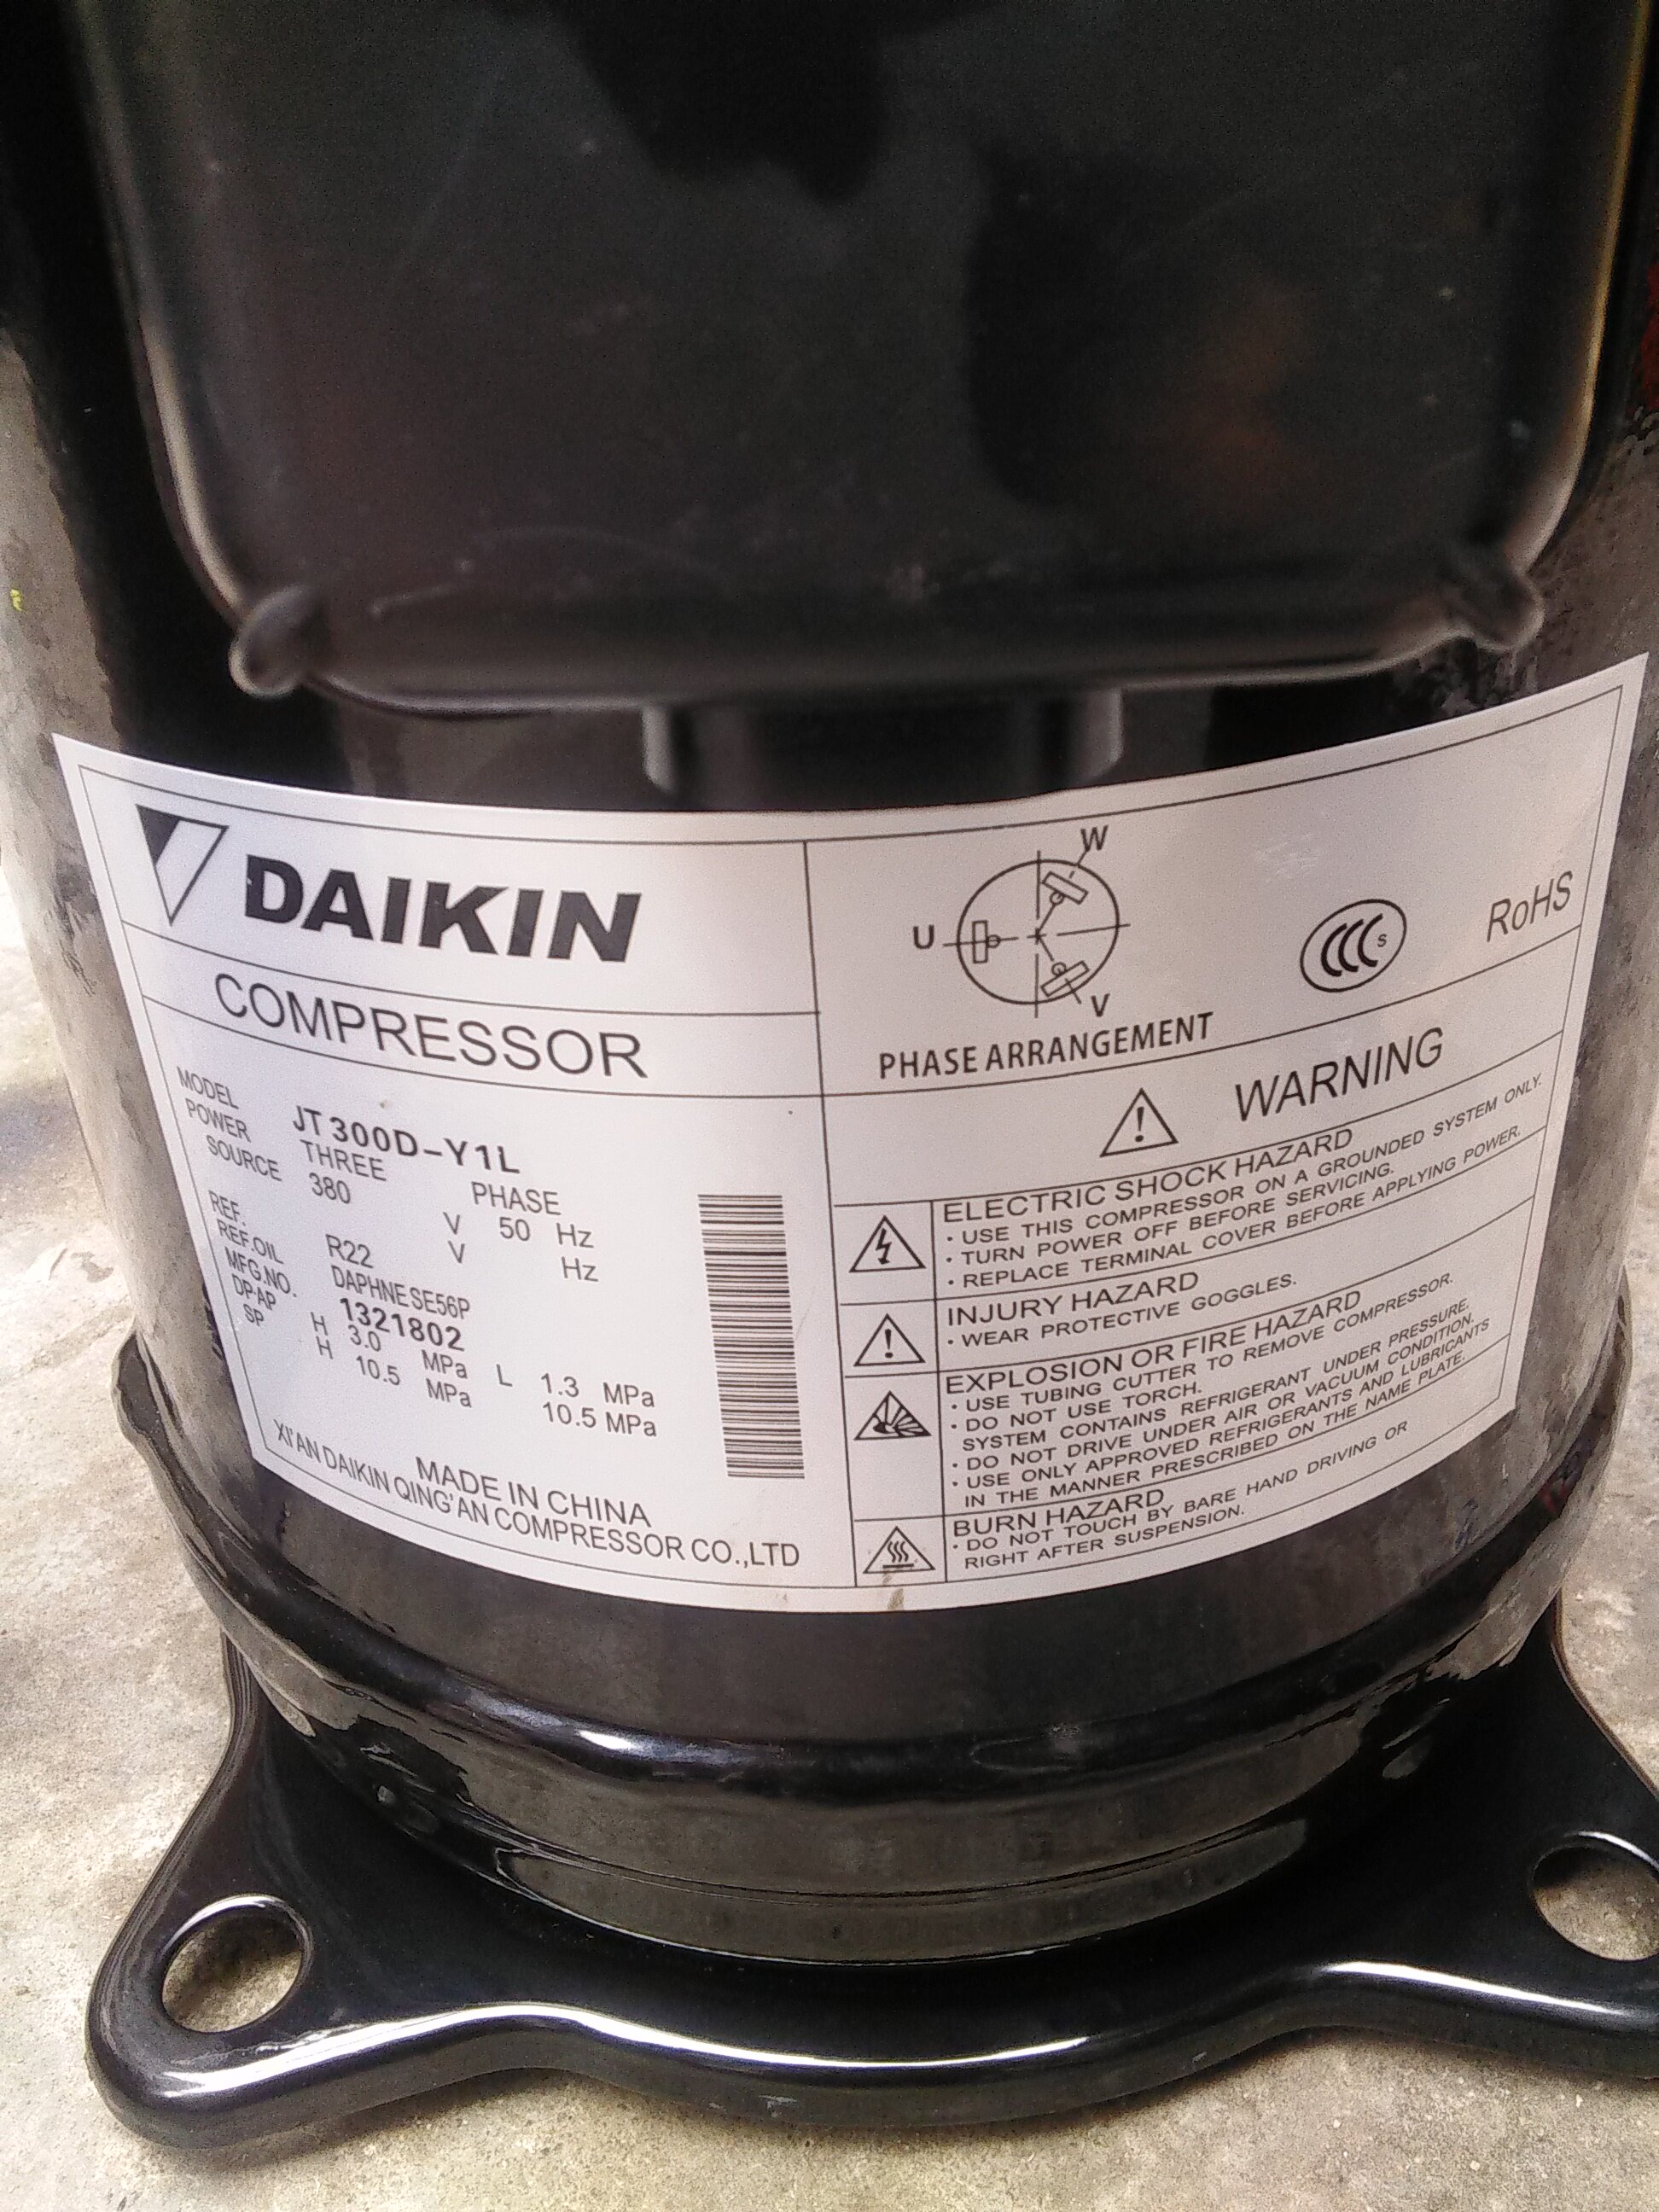 DAIKIN
COMPRESSOR
MODEL JT300D-Y1L
POWER THREE PHASE
SOURCE 380 V 50 Hz
V Hz
REF. R22
REF.OIL DAPHNE SE56P
MFG.NO. 1321802
DP·AP H 3.0 MPa L 1.3 MPa
SP H 10.5 MPa 10.5 MPa
MADE IN CHINA
XI'AN DAIKIN QING'AN COMPRESSOR CO.,LTD
W
U
V
PHASE ARRANGEMENT
CCC S
RoHS
WARNING
ELECTRIC SHOCK HAZARD
· USE THIS COMPRESSOR ON A GROUNDED SYSTEM ONLY.
· TURN POWER OFF BEFORE SERVICING.
· REPLACE TERMINAL COVER BEFORE APPLYING POWER.
INJURY HAZARD
· WEAR PROTECTIVE GOGGLES.
EXPLOSION OR FIRE HAZARD
· USE TUBING CUTTER TO REMOVE COMPRESSOR.
· DO NOT USE TORCH.
SYSTEM CONTAINS REFRIGERANT UNDER PRESSURE.
· DO NOT DRIVE UNDER AIR OR VACUUM CONDITION.
· USE ONLY APPROVED REFRIGERANTS AND LUBRICANTS
IN THE MANNER PRESCRIBED ON THE NAME PLATE.
BURN HAZARD
· DO NOT TOUCH BY BARE HAND DRIVING OR
RIGHT AFTER SUSPENSION.